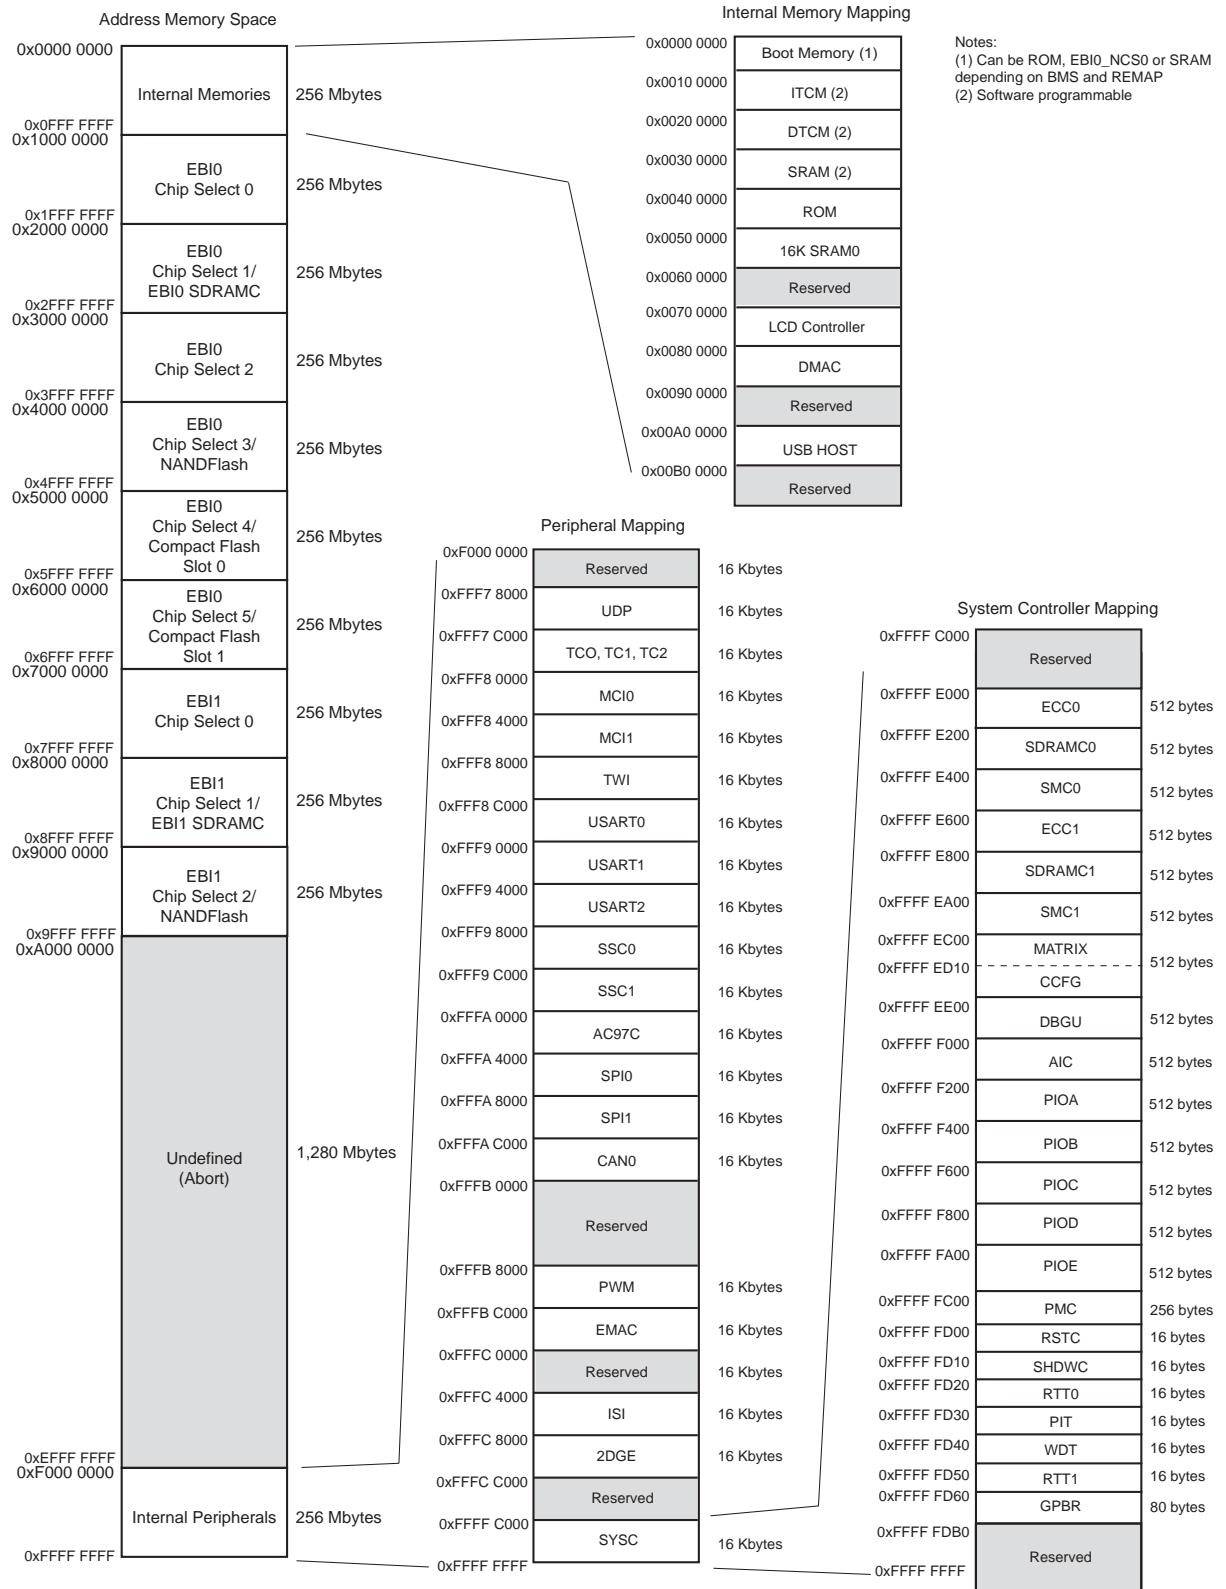 Address Memory Space
0x0000 0000
Internal Memories
256 Mbytes
0x0FFF FFFF
0x1000 0000
EBI0
Chip Select 0
256 Mbytes
0x1FFF FFFF
0x2000 0000
EBI0
Chip Select 1/
EBI0 SDRAMC
256 Mbytes
0x2FFF FFFF
0x3000 0000
EBI0
Chip Select 2
256 Mbytes
0x3FFF FFFF
0x4000 0000
EBI0
Chip Select 3/
NANDFlash
256 Mbytes
0x4FFF FFFF
0x5000 0000
EBI0
Chip Select 4/
Compact Flash
Slot 0
256 Mbytes
0x5FFF FFFF
0x6000 0000
EBI0
Chip Select 5/
Compact Flash
Slot 1
256 Mbytes
0x6FFF FFFF
0x7000 0000
EBI1
Chip Select 0
256 Mbytes
0x7FFF FFFF
0x8000 0000
EBI1
Chip Select 1/
EBI1 SDRAMC
256 Mbytes
0x8FFF FFFF
0x9000 0000
EBI1
Chip Select 2/
NANDFlash
256 Mbytes
0x9FFF FFFF
0xA000 0000
Undefined
(Abort)
1,280 Mbytes
0xEFFF FFFF
0xF000 0000
Internal Peripherals
256 Mbytes
0xFFFF FFFF
Internal Memory Mapping
0x0000 0000
Boot Memory (1)
0x0010 0000
ITCM (2)
0x0020 0000
DTCM (2)
0x0030 0000
SRAM (2)
0x0040 0000
ROM
0x0050 0000
16K SRAM0
0x0060 0000
Reserved
0x0070 0000
LCD Controller
0x0080 0000
DMAC
0x0090 0000
Reserved
0x00A0 0000
USB HOST
0x00B0 0000
Reserved
Notes:
(1) Can be ROM, EBI0_NCS0 or SRAM
depending on BMS and REMAP
(2) Software programmable
Peripheral Mapping
0xF000 0000
Reserved
16 Kbytes
0xFFF7 8000
UDP
16 Kbytes
0xFFF7 C000
TCO, TC1, TC2
16 Kbytes
0xFFF8 0000
MCI0
16 Kbytes
0xFFF8 4000
MCI1
16 Kbytes
0xFFF8 8000
TWI
16 Kbytes
0xFFF8 C000
USART0
16 Kbytes
0xFFF9 0000
USART1
16 Kbytes
0xFFF9 4000
USART2
16 Kbytes
0xFFF9 8000
SSC0
16 Kbytes
0xFFF9 C000
SSC1
16 Kbytes
0xFFFA 0000
AC97C
16 Kbytes
0xFFFA 4000
SPI0
16 Kbytes
0xFFFA 8000
SPI1
16 Kbytes
0xFFFA C000
CAN0
16 Kbytes
0xFFFB 0000
Reserved
0xFFFB 8000
PWM
16 Kbytes
0xFFFB C000
EMAC
16 Kbytes
0xFFFC 0000
Reserved
16 Kbytes
0xFFFC 4000
ISI
16 Kbytes
0xFFFC 8000
2DGE
16 Kbytes
0xFFFC C000
Reserved
0xFFFF C000
SYSC
16 Kbytes
0xFFFF FFFF
System Controller Mapping
0xFFFF C000
Reserved
0xFFFF E000
ECC0
512 bytes
0xFFFF E200
SDRAMC0
512 bytes
0xFFFF E400
SMC0
512 bytes
0xFFFF E600
ECC1
512 bytes
0xFFFF E800
SDRAMC1
512 bytes
0xFFFF EA00
SMC1
512 bytes
0xFFFF EC00
MATRIX
512 bytes
0xFFFF ED10
CCFG
0xFFFF EE00
DBGU
512 bytes
0xFFFF F000
AIC
512 bytes
0xFFFF F200
PIOA
512 bytes
0xFFFF F400
PIOB
512 bytes
0xFFFF F600
PIOC
512 bytes
0xFFFF F800
PIOD
512 bytes
0xFFFF FA00
PIOE
512 bytes
0xFFFF FC00
PMC
256 bytes
0xFFFF FD00
RSTC
16 bytes
0xFFFF FD10
SHDWC
16 bytes
0xFFFF FD20
RTT0
16 bytes
0xFFFF FD30
PIT
16 bytes
0xFFFF FD40
WDT
16 bytes
0xFFFF FD50
RTT1
16 bytes
0xFFFF FD60
GPBR
80 bytes
0xFFFF FDB0
Reserved
0xFFFF FFFF